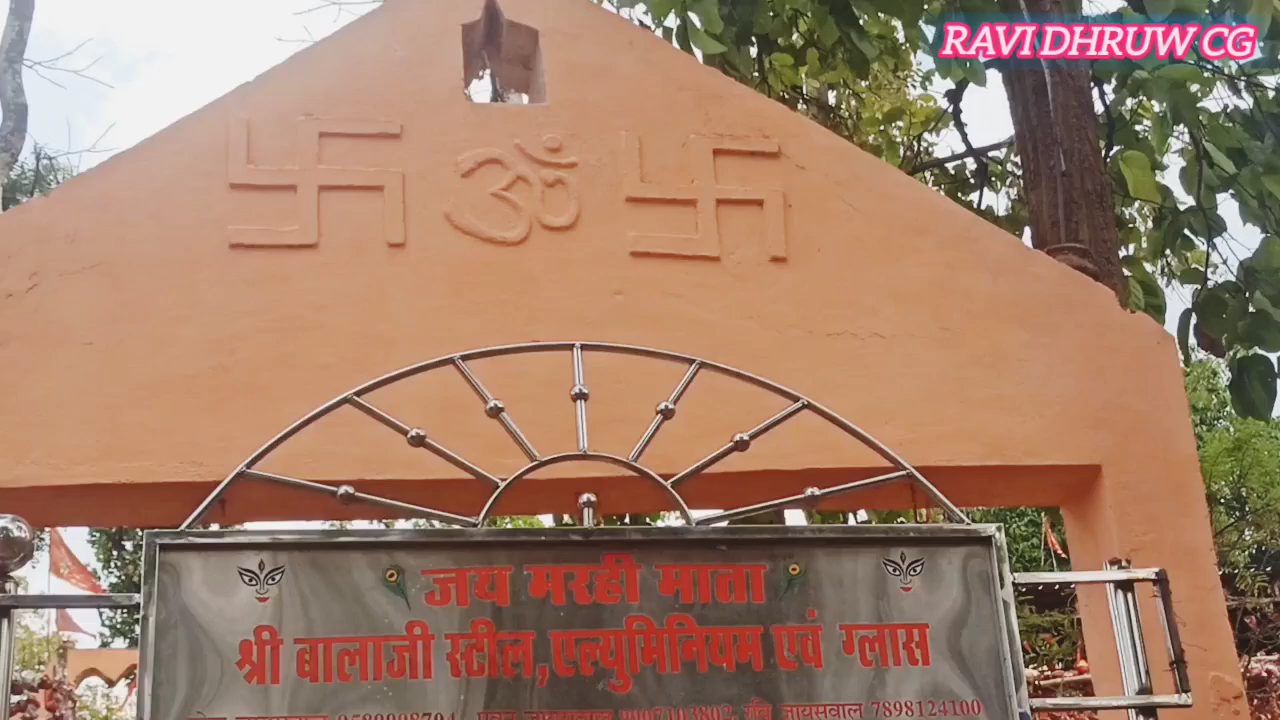 RAVI DHRUW CG
ॐ
जय मरही माता
श्री बालाजी स्टील, एल्युमिनियम एवं ग्लास
जायसवाल 7898124100